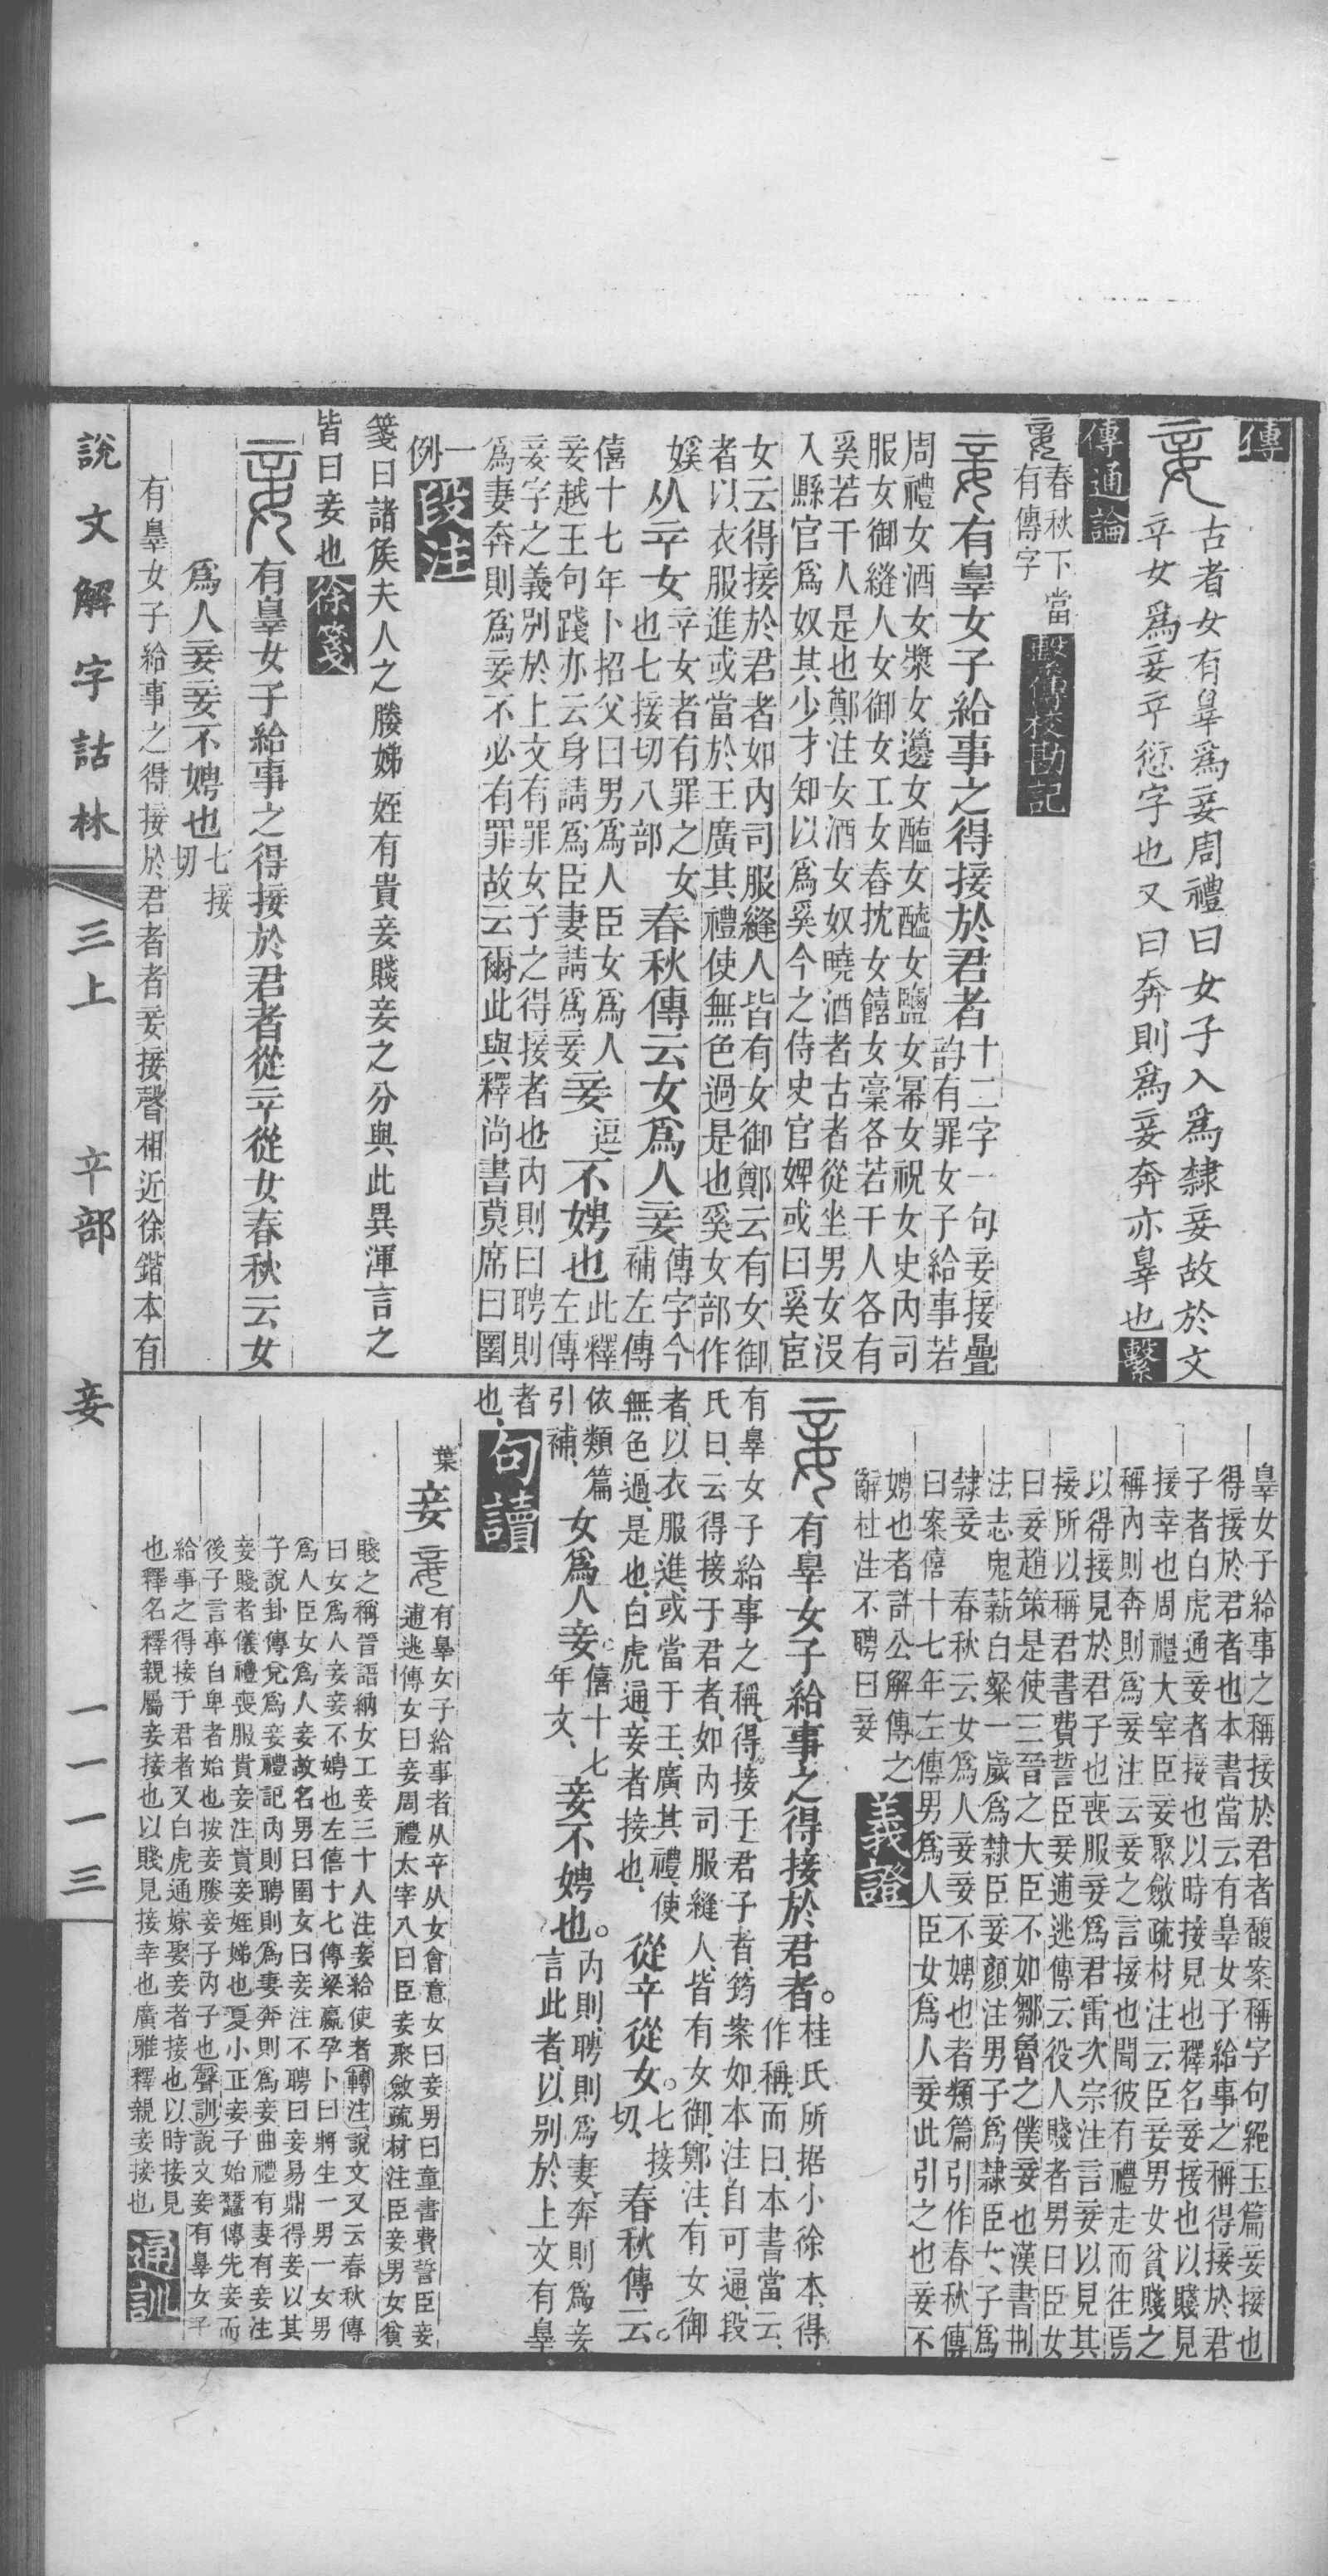 傳
古者女有辠爲妾周禮曰女子入爲隸妾故於文
䇂女爲妾䇂愆字也又曰奔則爲妾奔亦辠也繫
傳通論
春秋下當
有傳字
繫傳校勘記
有辠女子給事之得接於君者十二字一句妾接疊
韵有罪女子給事若
周禮女酒女漿女籩女醢女醯女鹽女冪女祝女史內司
服女御縫人女御女工女舂抌女饎女槀各若干人各有
奚若干人是也鄭注女酒女奴曉酒者古者從坐男女沒
入縣官爲奴其少才知以爲奚今之侍史官婢或曰奚宦
女云得接於君者如內司服縫人皆有女御鄭云有女御
者以衣服進或當於王廣其禮使無色過是也奚女部作
㜎从䇂女䇂女者有罪之女
也七接切八部
春秋傳云女爲人妾傳字今
補左傳
僖十七年卜招父曰男爲人臣女爲人
妾越王句踐亦云身請爲臣妻請爲妾
妾逗不娉也此釋
左傳
妾字之義別於上文有罪女子之得接者也內則曰聘則
爲妻奔則爲妾不必有罪故云爾此與釋尚書莫席曰圛
一
例段注
箋曰諸矦夫人之媵娣姪有貴妾賤妾之分與此異渾言之
皆曰妾也徐箋
有辠女子給事之得接於君者從䇂從女春秋云女
爲人妾妾不娉也七接
切
有辠女子給事之得接於君者者妾接聲相近徐鍇本有
辠女子給事之稱接於君者馥案稱字句絕玉篇妾接也
得接於君者也本書當云有辠女子給事之稱得接於君
子者白虎通妾者接也以時接見也釋名妾接也以賤見
接幸也周禮大宰臣妾聚斂疏材注云臣妾男女貧賤之
稱內則奔則爲妾注云妾之言接也聞彼有禮走而往焉
以得接見於君子也喪服妾爲君雷次宗注言妾以見其
接所以稱君書費誓臣妾逋逃傳云役人賤者男曰臣女
曰妾趙策是使三晉之大臣不如鄒魯之僕妾也漢書荆
法志鬼薪白粲一歲爲隸臣妾顏注男子爲隸臣女子爲
隸妾　春秋云女爲人妾妾不娉也者類篇引作春秋傳
曰案僖十七年左傳男爲人臣女爲人妾此引之也妾不
娉也者許公解傳之
辭杜注不聘曰妾
義證
有辠女子給事之得接於君者。桂氏所据小徐本、得
作稱、而曰、本書當云、
有辠女子給事之稱、得接于君子者、筠案如本注、自可通、段
氏曰、云得接于君者、如內司服縫人、皆有女御、鄭注、有女御
者、以衣服進、或當于王、廣其禮、使
無色過、是也、白虎通、妾者接也、
從䇂從女。七接
切、
春秋傳云。
依類篇
引補、
女爲人妾。僖十七
年文、
妾不娉也。內則、聘則爲妻、奔則爲妾
言此者、以別於上文有辠
者
也、句讀
葉
妾有辠女子給事者从䇂从女會意女曰妾男曰童書費誓臣妾
逋逃傳女曰妾周禮太宰八曰臣妾聚斂疏材注臣妾男女貧
賤之稱晉語納女工妾三十人注妾給使者轉注說文又云春秋傳
曰女爲人妾妾不娉也左僖十七傳梁嬴孕卜曰將生一男一女男
爲人臣女爲人妾故名男曰圉女曰妾注不聘曰妾易鼎得妾以其
子說卦傳兌爲妾禮記內則聘則爲妻奔則爲妾曲禮有妻有妾注
妾賤者儀禮喪服貴妾注貴妾姪娣也夏小正妾子始蠶傳先妾而
後子言事自卑者始也按妾媵妾子內子也聲訓說文妾有辠女子
給事之得接于君者又白虎通嫁娶妾者接也以時接見
也釋名釋親屬妾接也以賤見接幸也廣雅釋親妾接也
通訓
說文解字詁林　三上　䇂部　妾　一一一三